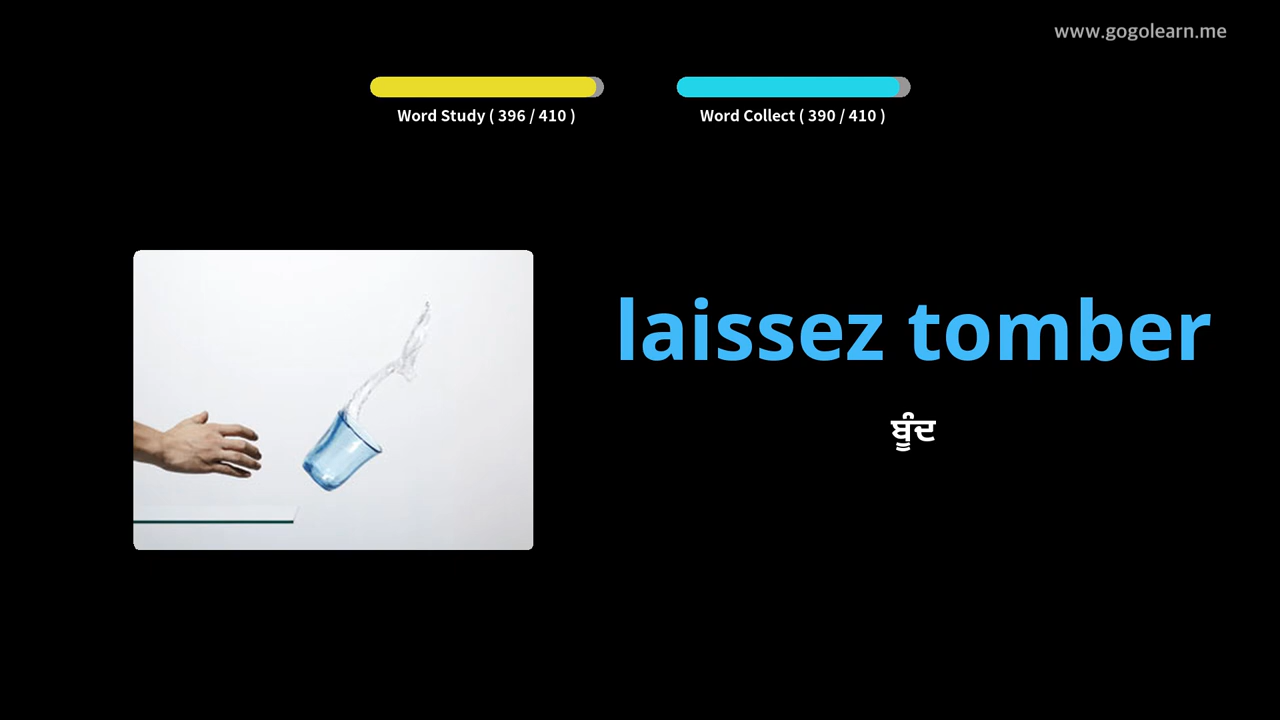 www.gogolearn.me
Word Study ( 396 / 410 )
Word Collect ( 390 / 410 )
laissez tomber
ਬੂੰਦ